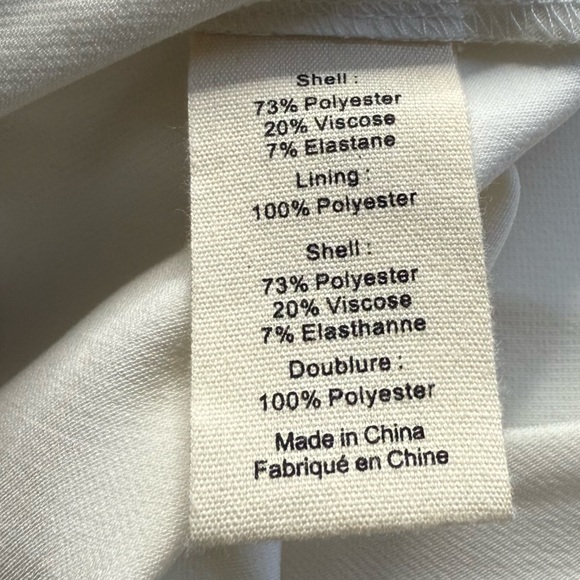 Shell :
73% Polyester
20% Viscose
7% Elastane
Lining :
100% Polyester
Shell :
73% Polyester
20% Viscose
7% Elasthanne
Doublure :
100% Polyester
Made in China
Fabriqué en Chine